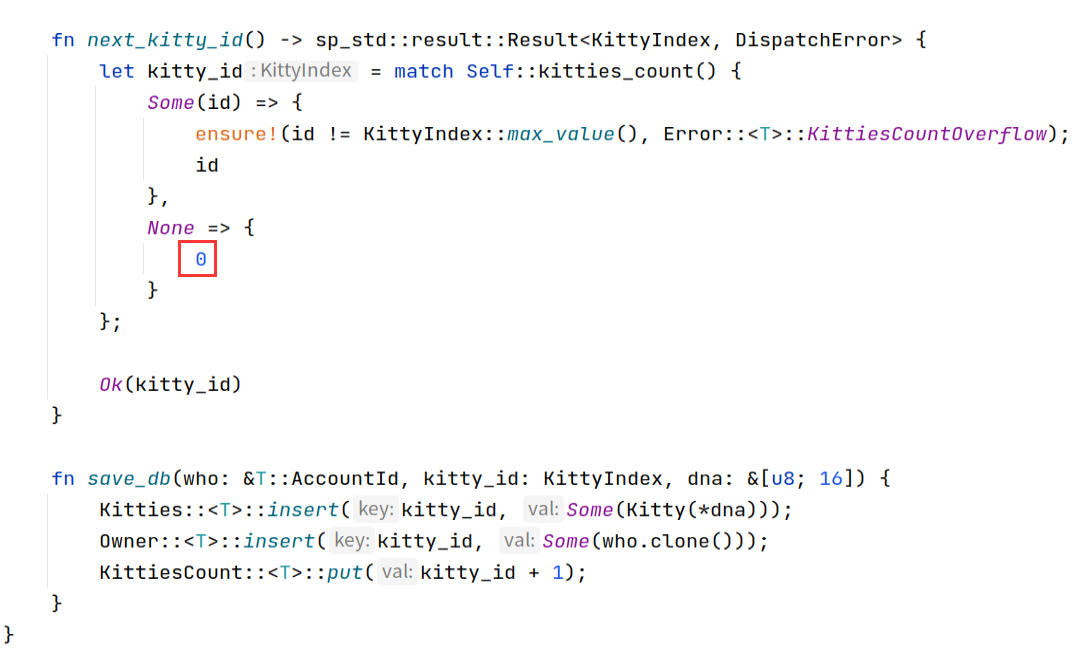 fn next_kitty_id() -> sp_std::result::Result<KittyIndex, DispatchError> {
let kitty_id : KittyIndex = match Self::kitties_count() {
Some(id) => {
ensure!(id != KittyIndex::max_value(), Error::<T>::KittiesCountOverflow);
id
},
None => {
0
}
};
Ok(kitty_id)
}
fn save_db(who: &T::AccountId, kitty_id: KittyIndex, dna: &[u8; 16]) {
Kitties::<T>::insert( key: kitty_id, val: Some(Kitty(*dna)));
Owner::<T>::insert( key: kitty_id, val: Some(who.clone()));
KittiesCount::<T>::put( val: kitty_id + 1);
}
}